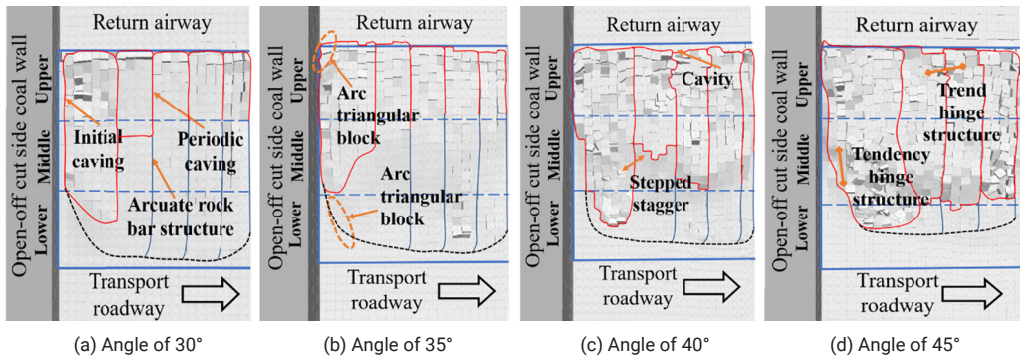 Return airway
Open-off cut side coal wall
Upper
Middle
Lower
Initial
caving
Periodic
caving
Arcuate rock
bar structure
Transport
roadway
(a) Angle of 30°
Return airway
Open-off cut side coal wall
Upper
Middle
Lower
Arc
triangular
block
Arc
triangular
block
Transport
roadway
(b) Angle of 35°
Return airway
Open-off cut side coal wall
Upper
Middle
Lower
Cavity
Stepped
stagger
Transport
roadway
(c) Angle of 40°
Return airway
Open-off cut side coal wall
Upper
Middle
Lower
Trend
hinge
structure
Tendency
hinge
structure
Transport
roadway
(d) Angle of 45°